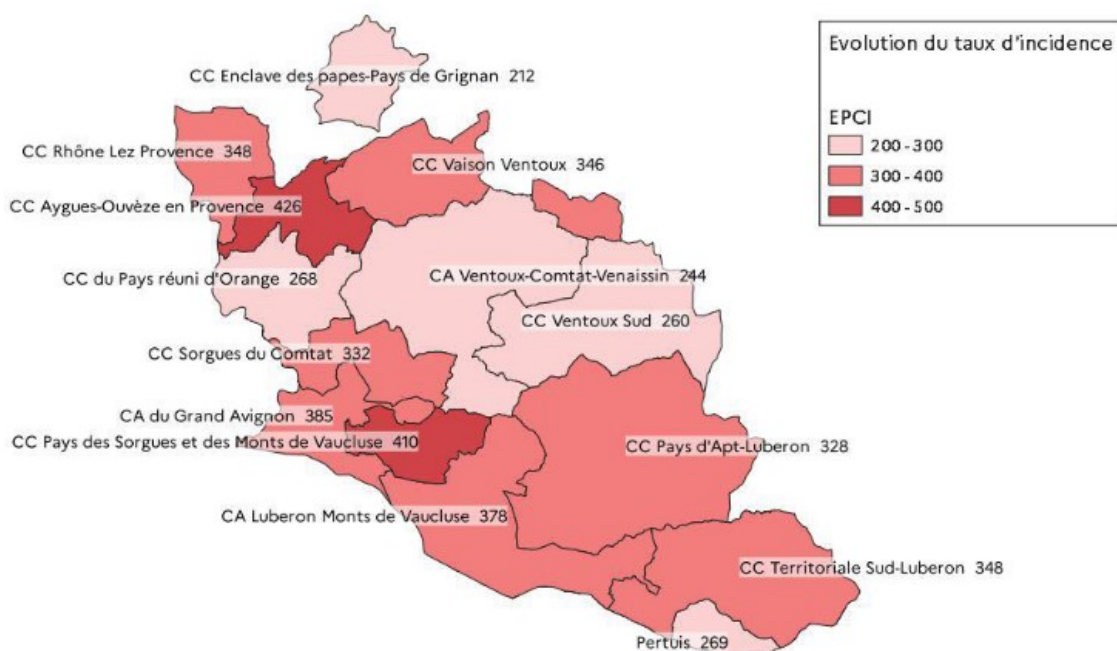 Evolution du taux d'incidence
EPCI
200 - 300
300 - 400
400 - 500
CC Enclave des papes-Pays de Grignan 212
CC Rhône Lez Provence 348
CC Vaison Ventoux 346
CC Aygues-Ouvèze en Provence 426
CC du Pays réuni d'Orange 268
CA Ventoux-Comtat-Venaissin 244
CC Ventoux Sud 260
CC Sorgues du Comtat 332
CA du Grand Avignon 385
CC Pays des Sorgues et des Monts de Vaucluse 410
CC Pays d'Apt-Luberon 328
CA Luberon Monts de Vaucluse 378
CC Territoriale Sud-Luberon 348
Pertuis 269